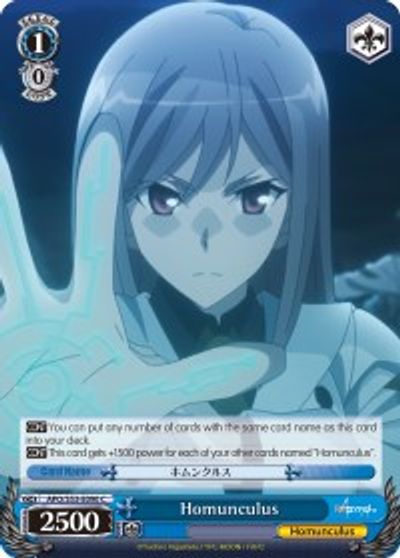 1
0
CONT You can put any number of cards with the same card name as this card
into your deck.
CONT This card gets +1500 power for each of your other cards named "Homunculus".
Card Name ホムンクルス
2500 Homunculus
Homunculus